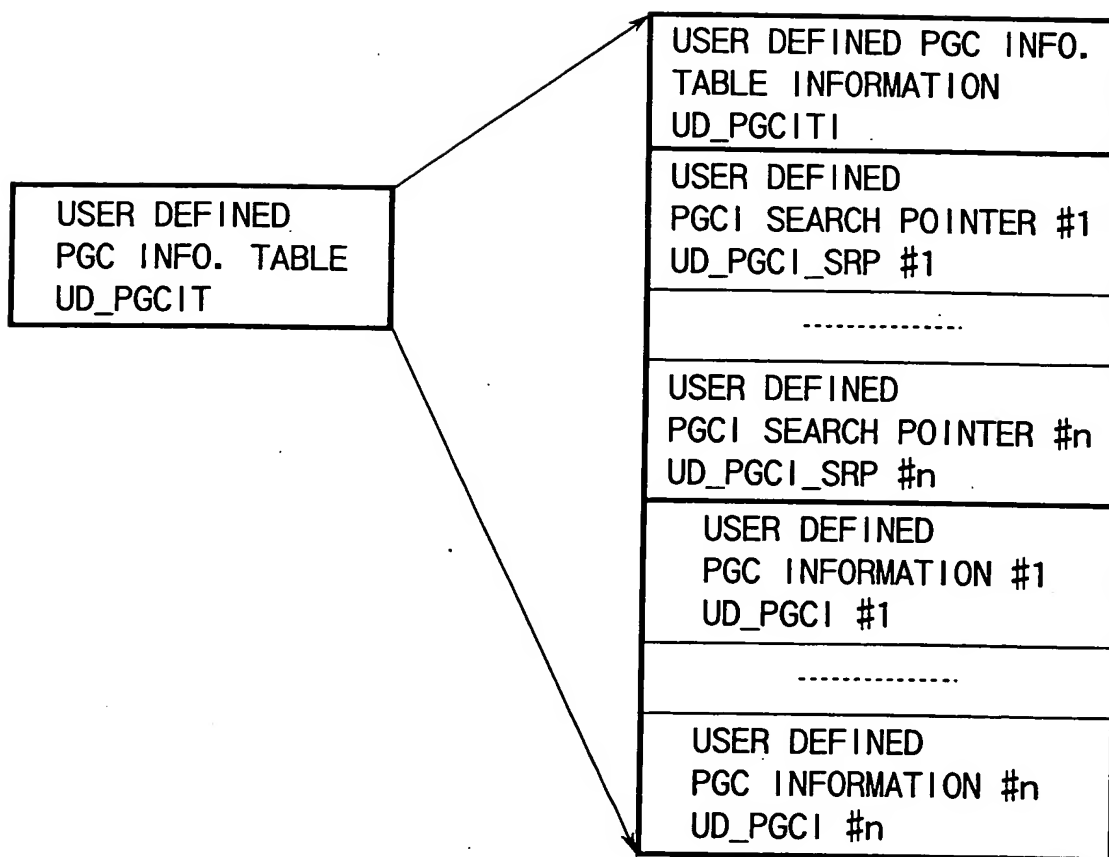 USER DEFINED PGC INFO.
TABLE INFORMATION
UD_PGCITI
USER DEFINED
PGCI SEARCH POINTER #1
UD_PGCI_SRP #1
USER DEFINED
PGC INFO. TABLE
UD_PGCIT
USER DEFINED
PGCI SEARCH POINTER #n
UD_PGCI_SRP #n
USER DEFINED
PGC INFORMATION #1
UD_PGCI #1
USER DEFINED
PGC INFORMATION #n
UD_PGCI #n